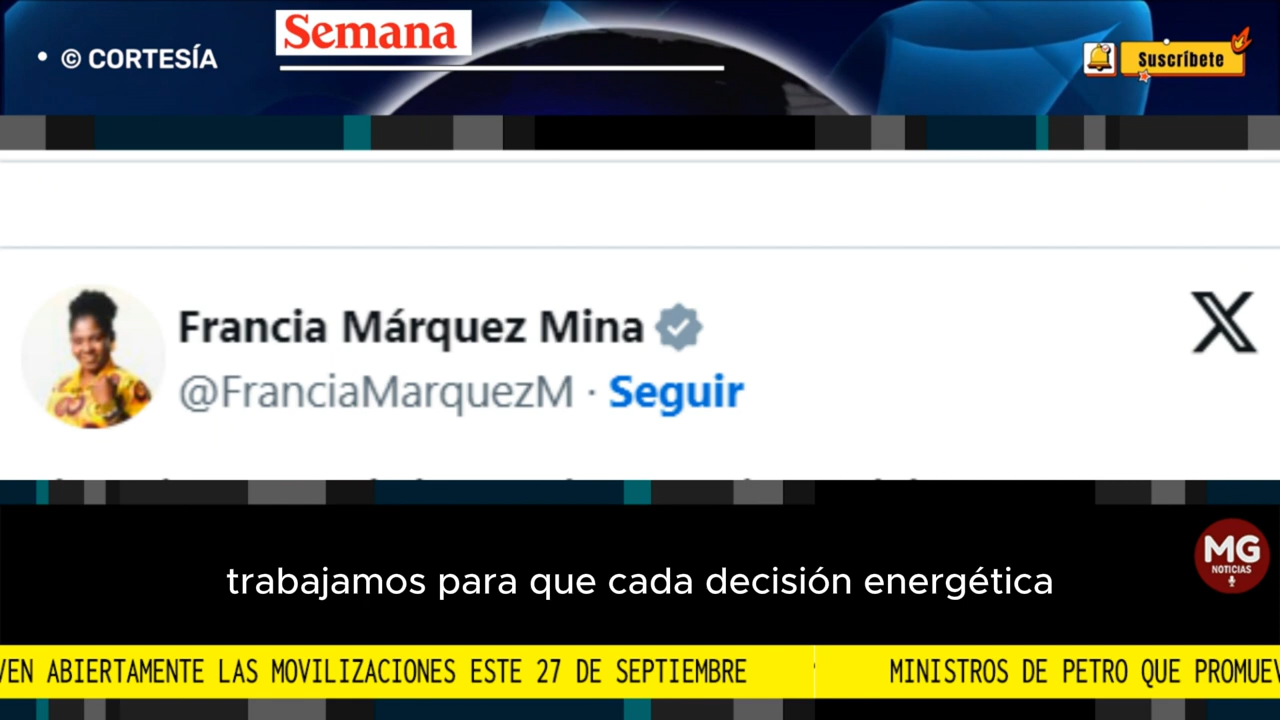 • © CORTESÍA
Semana
Suscríbete
Francia Márquez Mina
@FranciaMarquezM · Seguir
trabajamos para que cada decisión energética
MG
NOTICIAS
VEN ABIERTAMENTE LAS MOVILIZACIONES ESTE 27 DE SEPTIEMBRE MINISTROS DE PETRO QUE PROMUEV